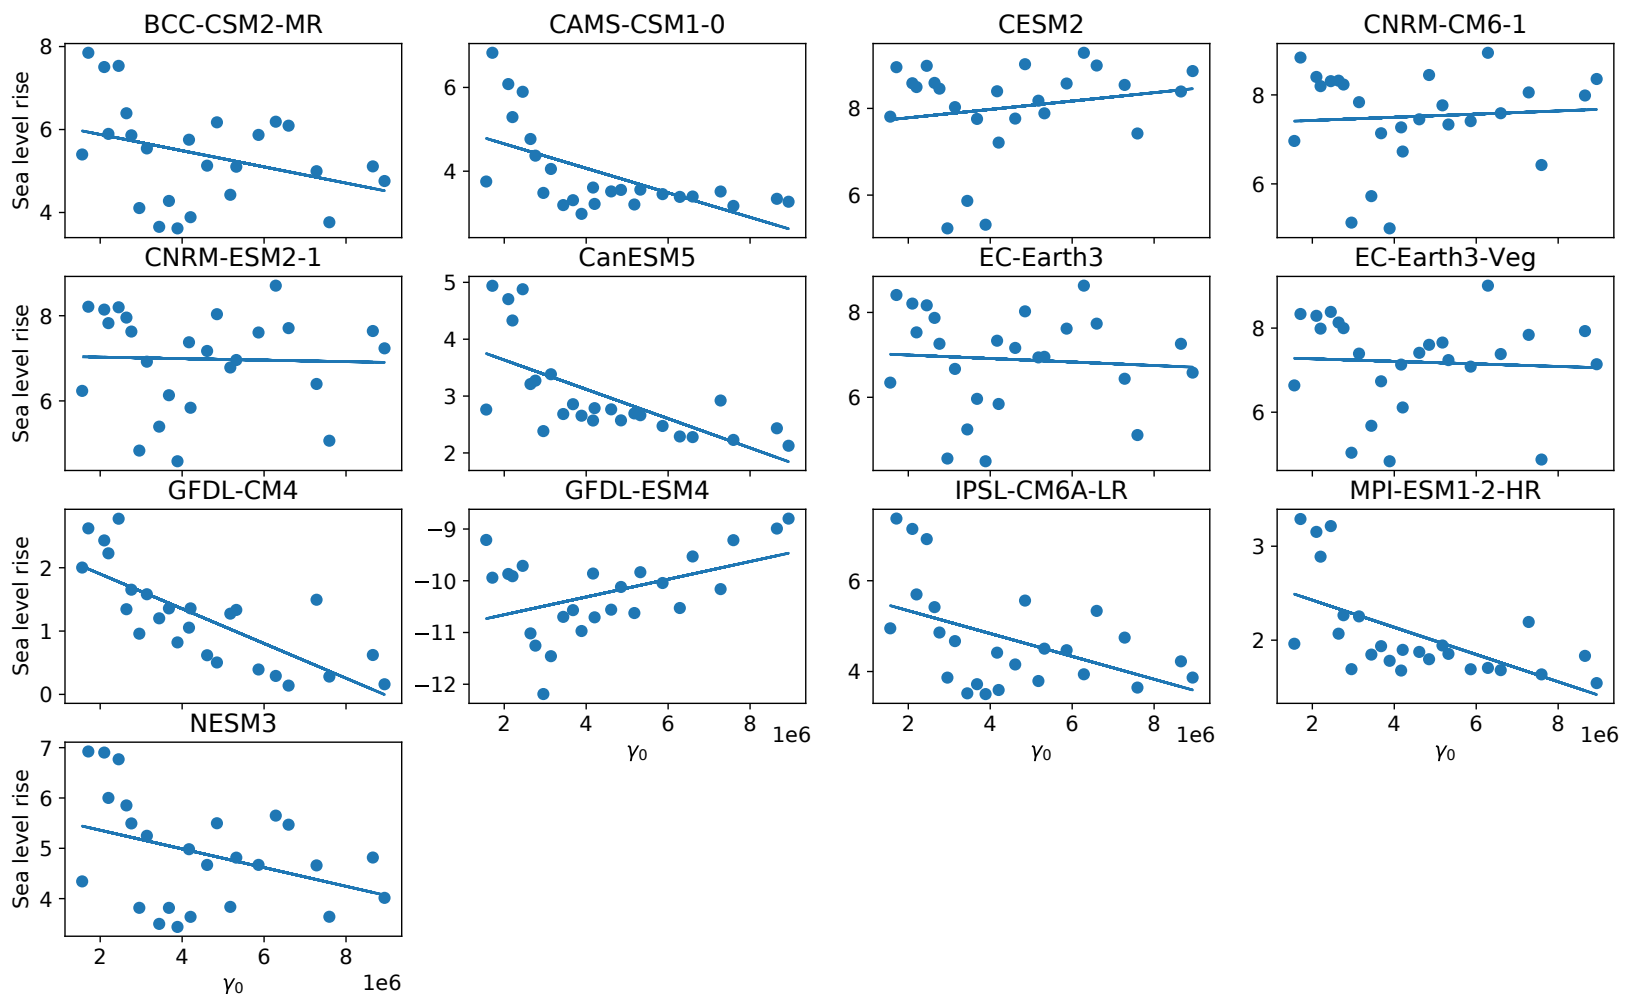 BCC-CSM2-MR CAMS-CSM1-0 CESM2 CNRM-CM6-1
Sea level rise
8
6
4
6
4
8
6
8
6
CNRM-ESM2-1 CanESM5 EC-Earth3 EC-Earth3-Veg
Sea level rise
8
6
5
4
3
2
8
6
8
6
GFDL-CM4 GFDL-ESM4 IPSL-CM6A-LR MPI-ESM1-2-HR
Sea level rise
2
1
0
−9
−10
−11
−12
6
4
3
2
2 4 6 8 2 4 6 8 2 4 6 8
1e6 1e6 1e6
γ₀ γ₀ γ₀
NESM3
Sea level rise
7
6
5
4
2 4 6 8
1e6
γ₀